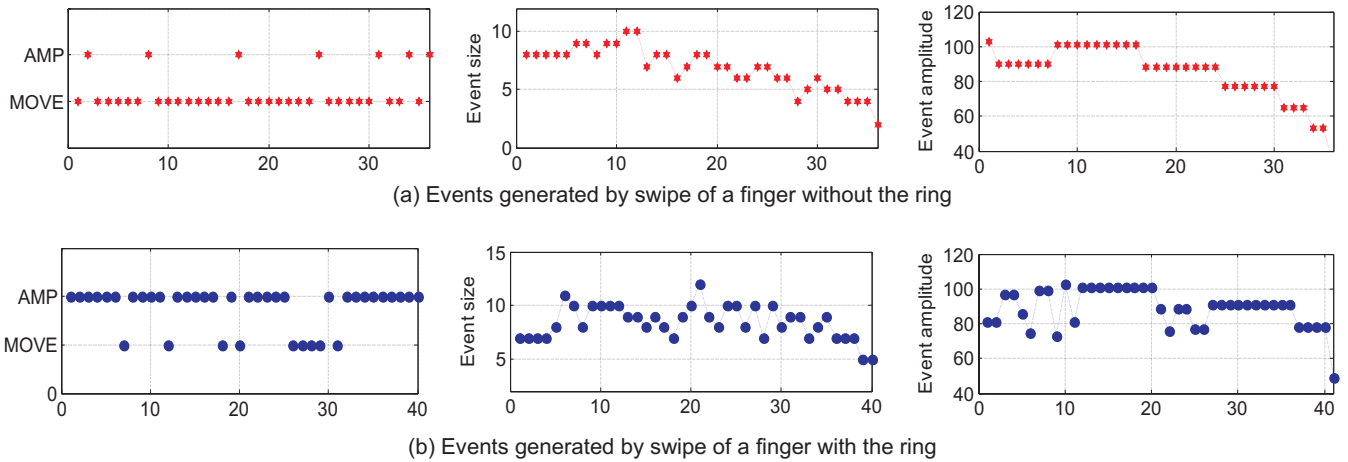 AMP
MOVE
0 10 20 30
Event size
10
5
0
0 10 20 30
Event amplitude
120
100
80
60
40
0 10 20 30
(a) Events generated by swipe of a finger without the ring
AMP
MOVE
0
0 10 20 30 40
Event size
15
10
5
0 10 20 30 40
Event amplitude
120
100
80
60
40
0 10 20 30 40
(b) Events generated by swipe of a finger with the ring